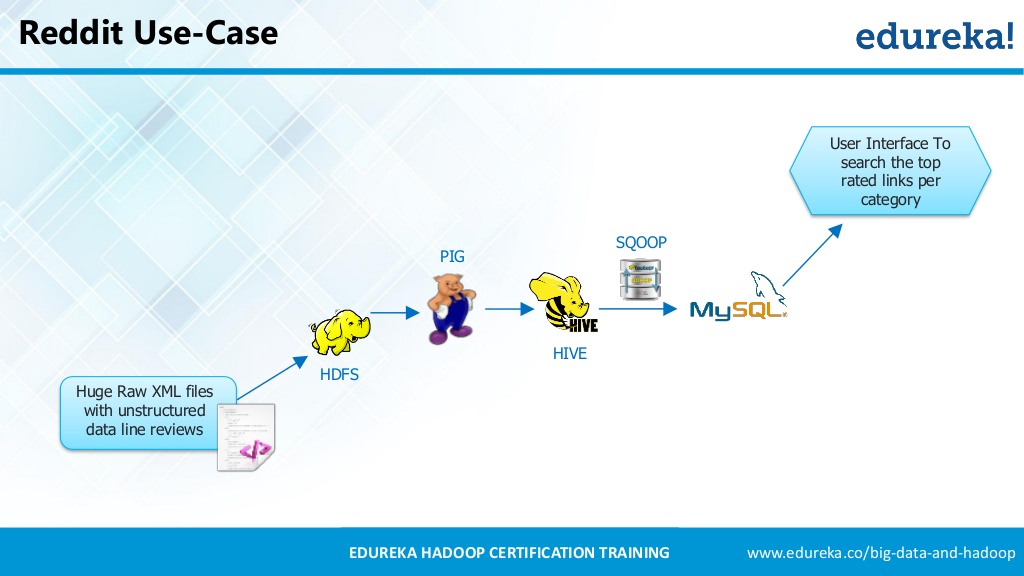 Reddit Use-Case
edureka!
User Interface To
search the top
rated links per
category
SQOOP
PIG
HIVE
MySQL
HIVE
HDFS
Huge Raw XML files
with unstructured
data line reviews
EDUREKA HADOOP CERTIFICATION TRAINING
www.edureka.co/big-data-and-hadoop